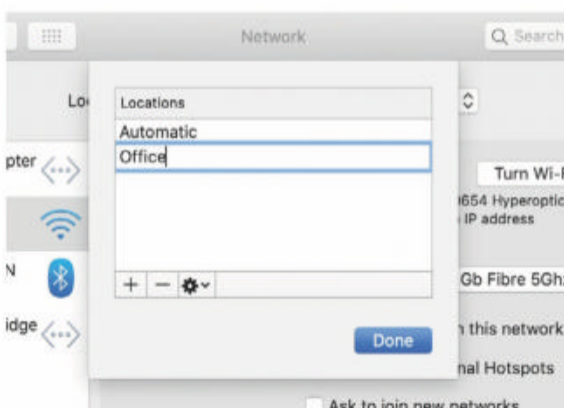 Network
Search
Locations
Automatic
Office
Turn Wi-F
654 Hyperoptic
IP address
Gb Fibre 5Gh
this network
Done
nal Hotspots
Ask to join new networks
Lo
pter
N
idge